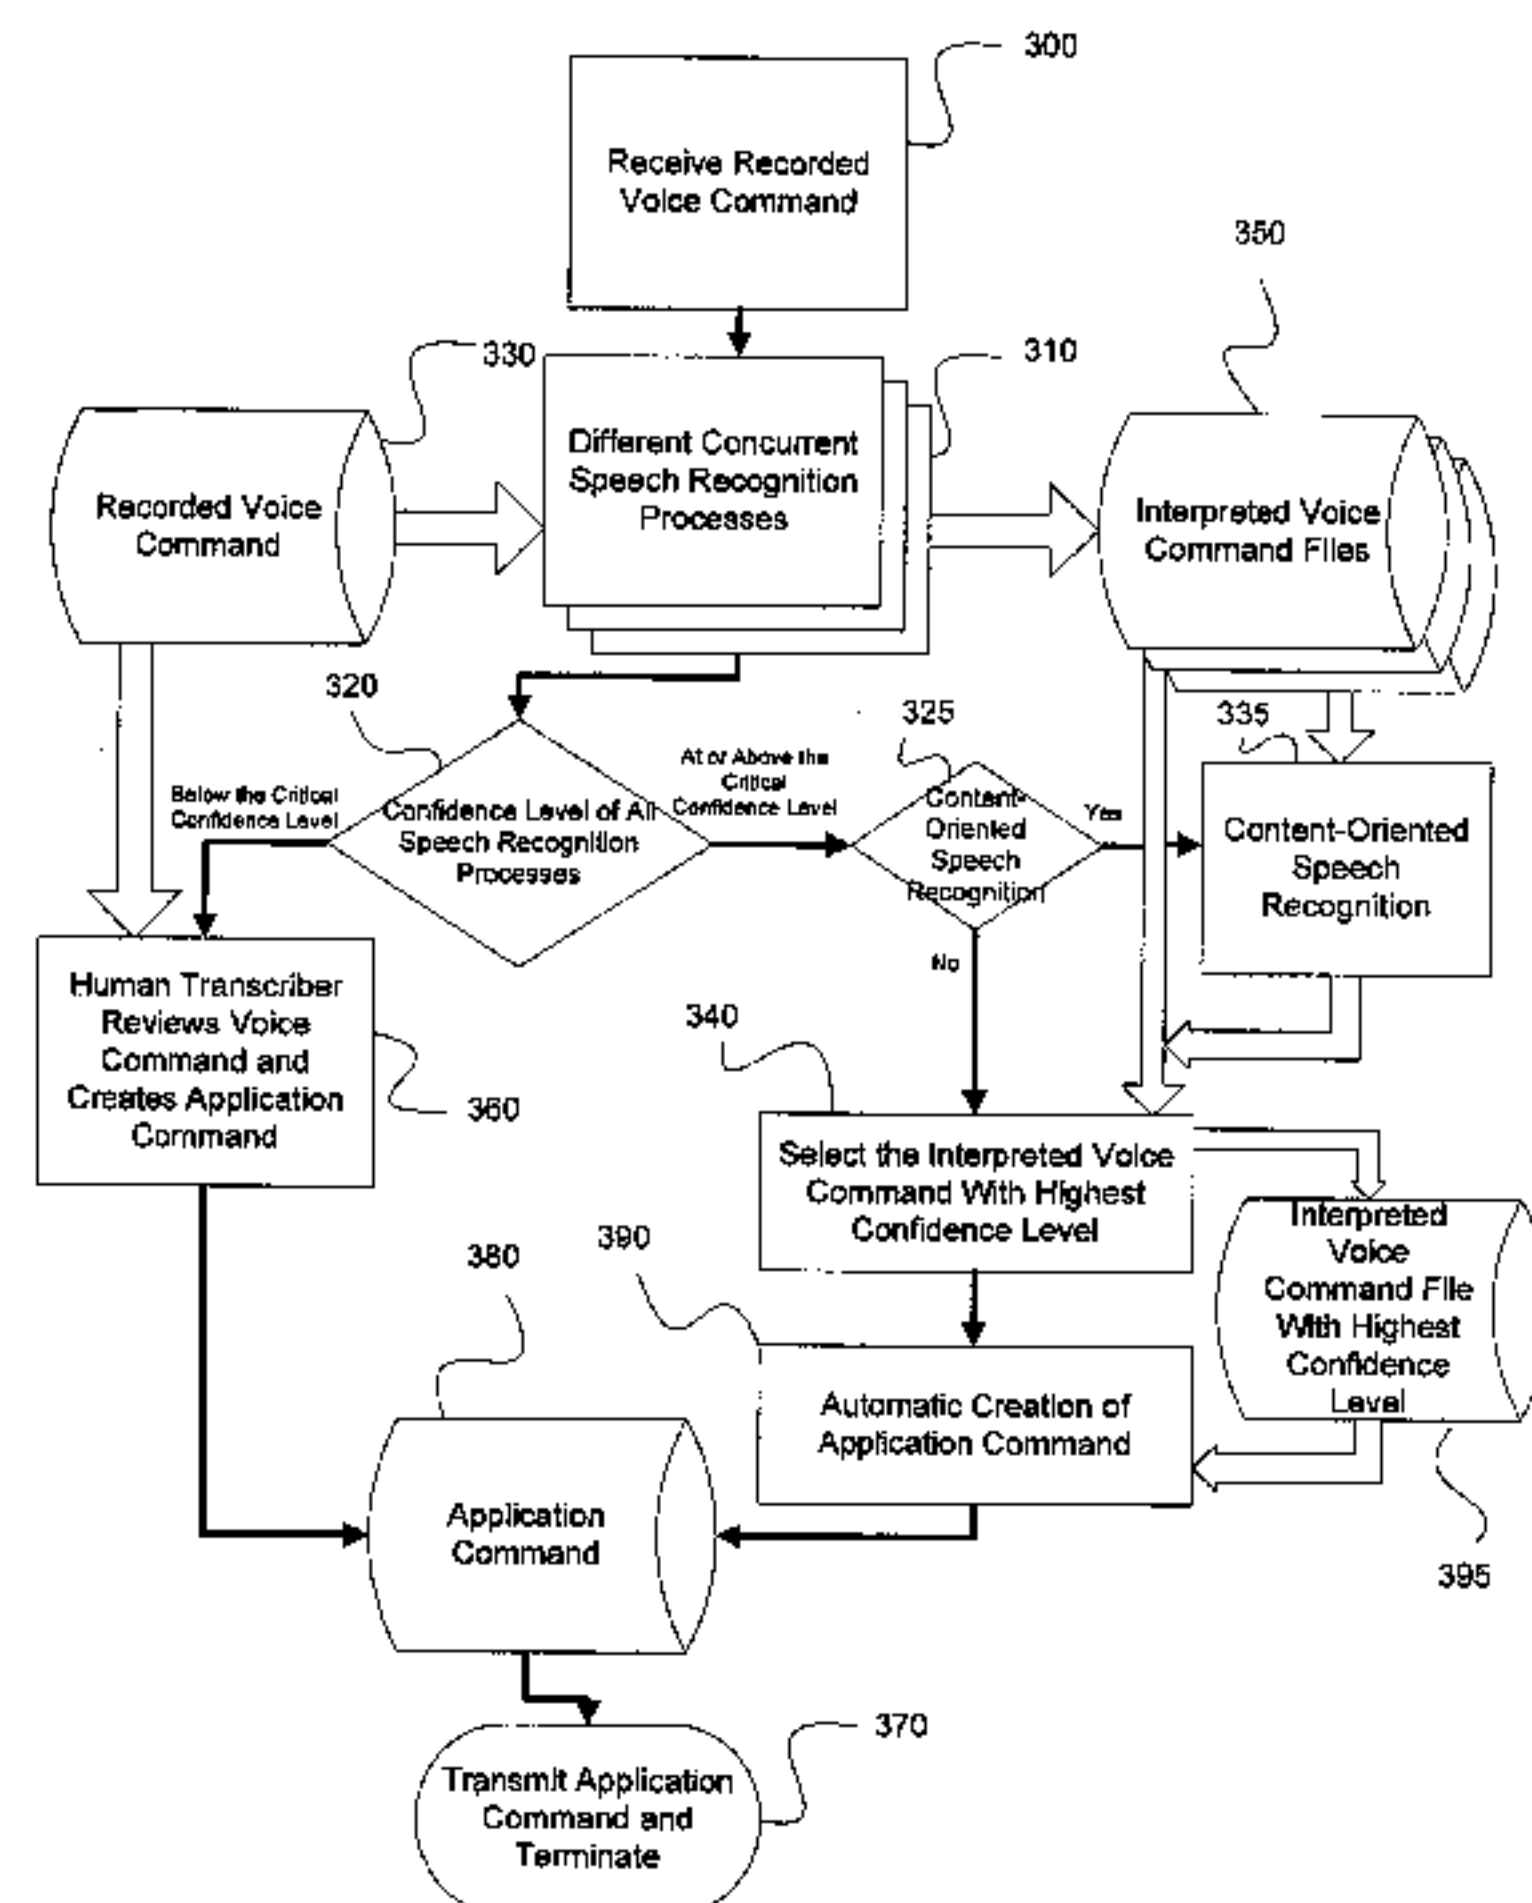 300
Receive Recorded
Voice Command
350
330
310
Different Concurrent
Speech Recognition
Processes
Recorded Voice
Command
Interpreted Voice
Command Files
320
325
335
At or Above the
Critical
Confidence Level
Below the Critical
Confidence Level
Confidence Level of All
Speech Recognition
Processes
Content-
Oriented
Speech
Recognition
Yes
Content-Oriented
Speech
Recognition
No
Human Transcriber
Reviews Voice
Command and
Creates Application
Command
340
360
Select the Interpreted Voice
Command With Highest
Confidence Level
Interpreted
Voice
Command File
With Highest
Confidence
Level
390
380
Automatic Creation of
Application Command
Application
Command
395
370
Transmit Application
Command and
Terminate